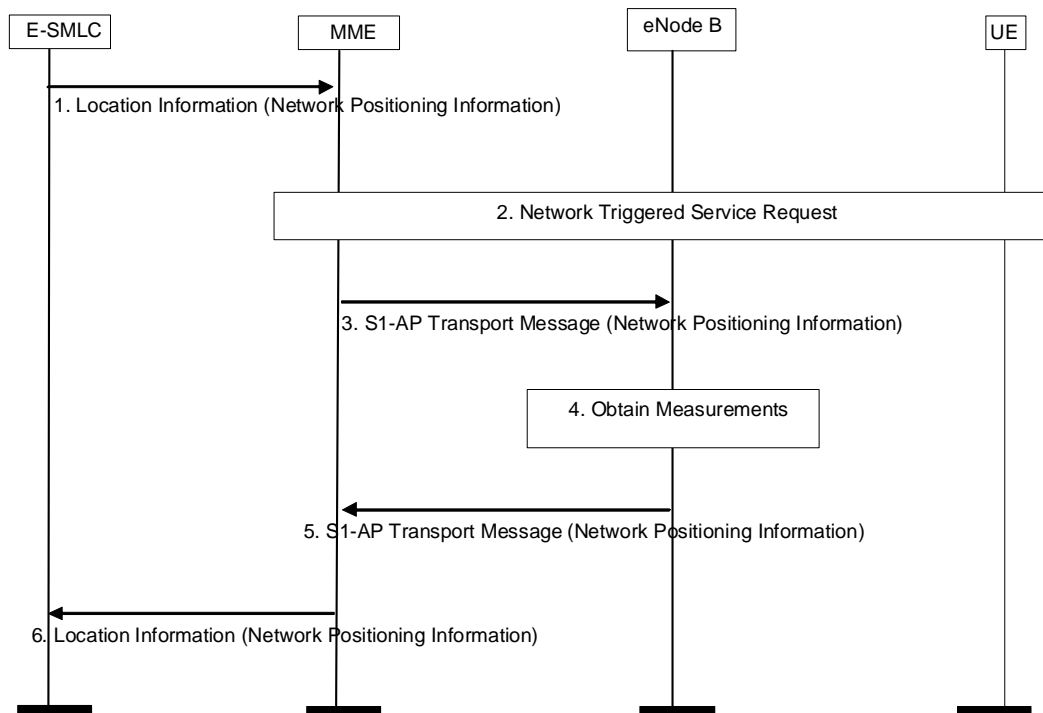 E-SMLC
MME
eNode B
UE
1. Location Information (Network Positioning Information)
2. Network Triggered Service Request
3. S1-AP Transport Message (Network Positioning Information)
4. Obtain Measurements
5. S1-AP Transport Message (Network Positioning Information)
6. Location Information (Network Positioning Information)